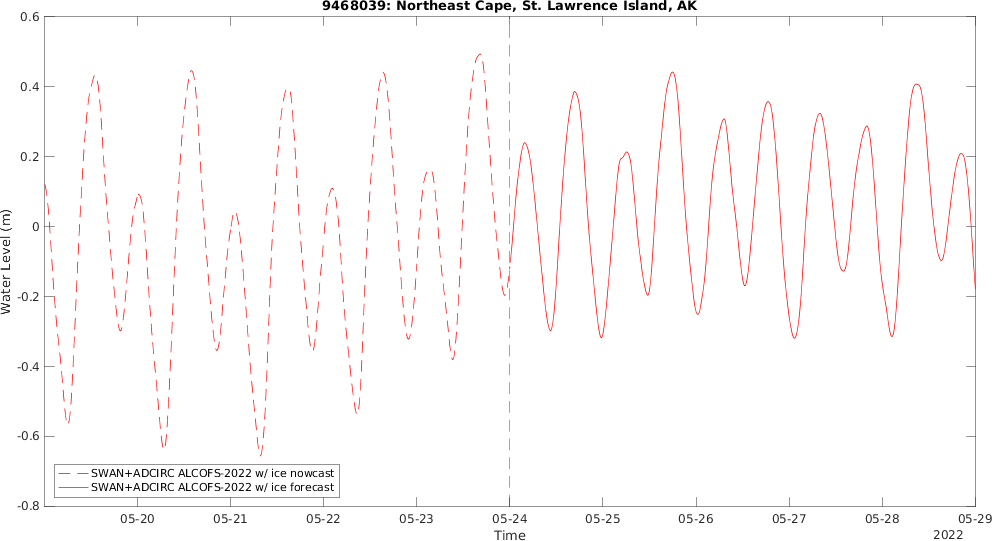 9468039: Northeast Cape, St. Lawrence Island, AK
Water Level (m)
0.6
0.4
0.2
0
-0.2
-0.4
-0.6
-0.8
SWAN+ADCIRC ALCOFS-2022 w/ ice nowcast
SWAN+ADCIRC ALCOFS-2022 w/ ice forecast
05-20 05-21 05-22 05-23 05-24 05-25 05-26 05-27 05-28 05-29
Time
2022